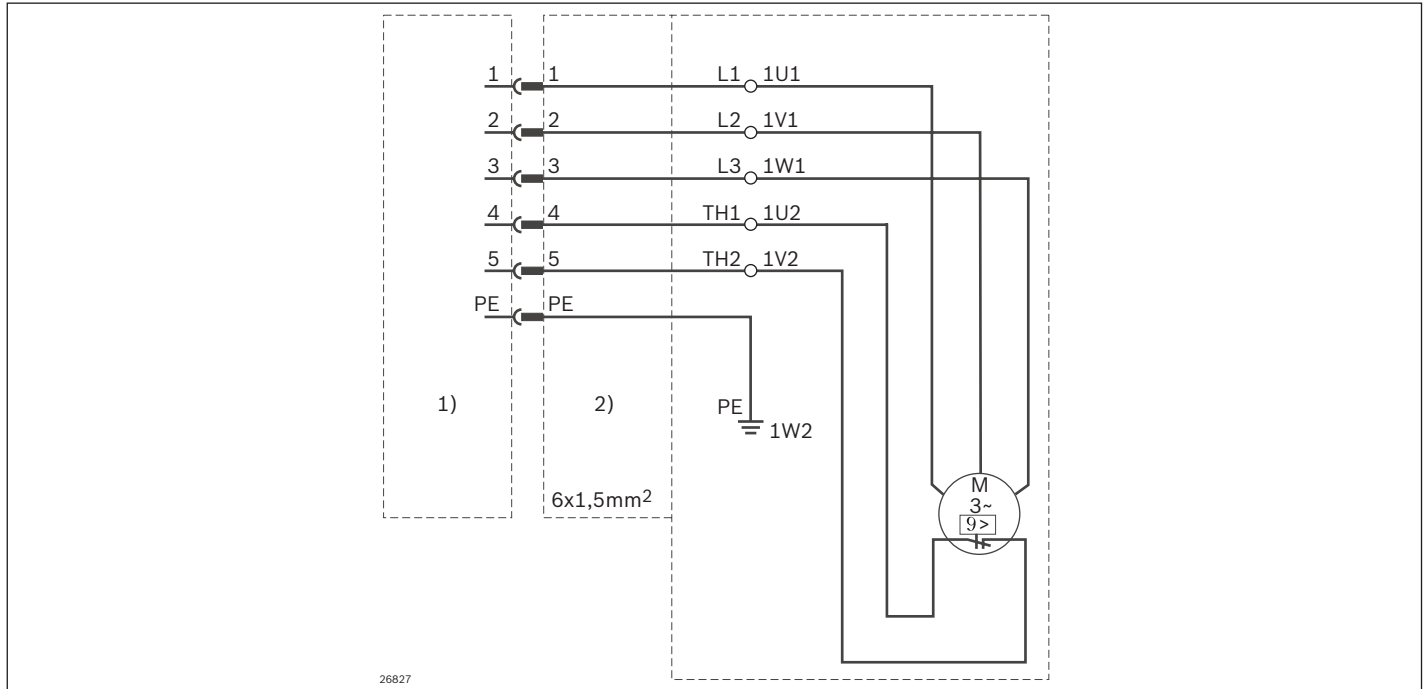 1 1 L1 1U1
2 2 L2 1V1
3 3 L3 1W1
4 4 TH1 1U2
5 5 TH2 1V2
PE PE
1) 2) PE
1W2
6x1,5mm²
M
3~
9>
26827